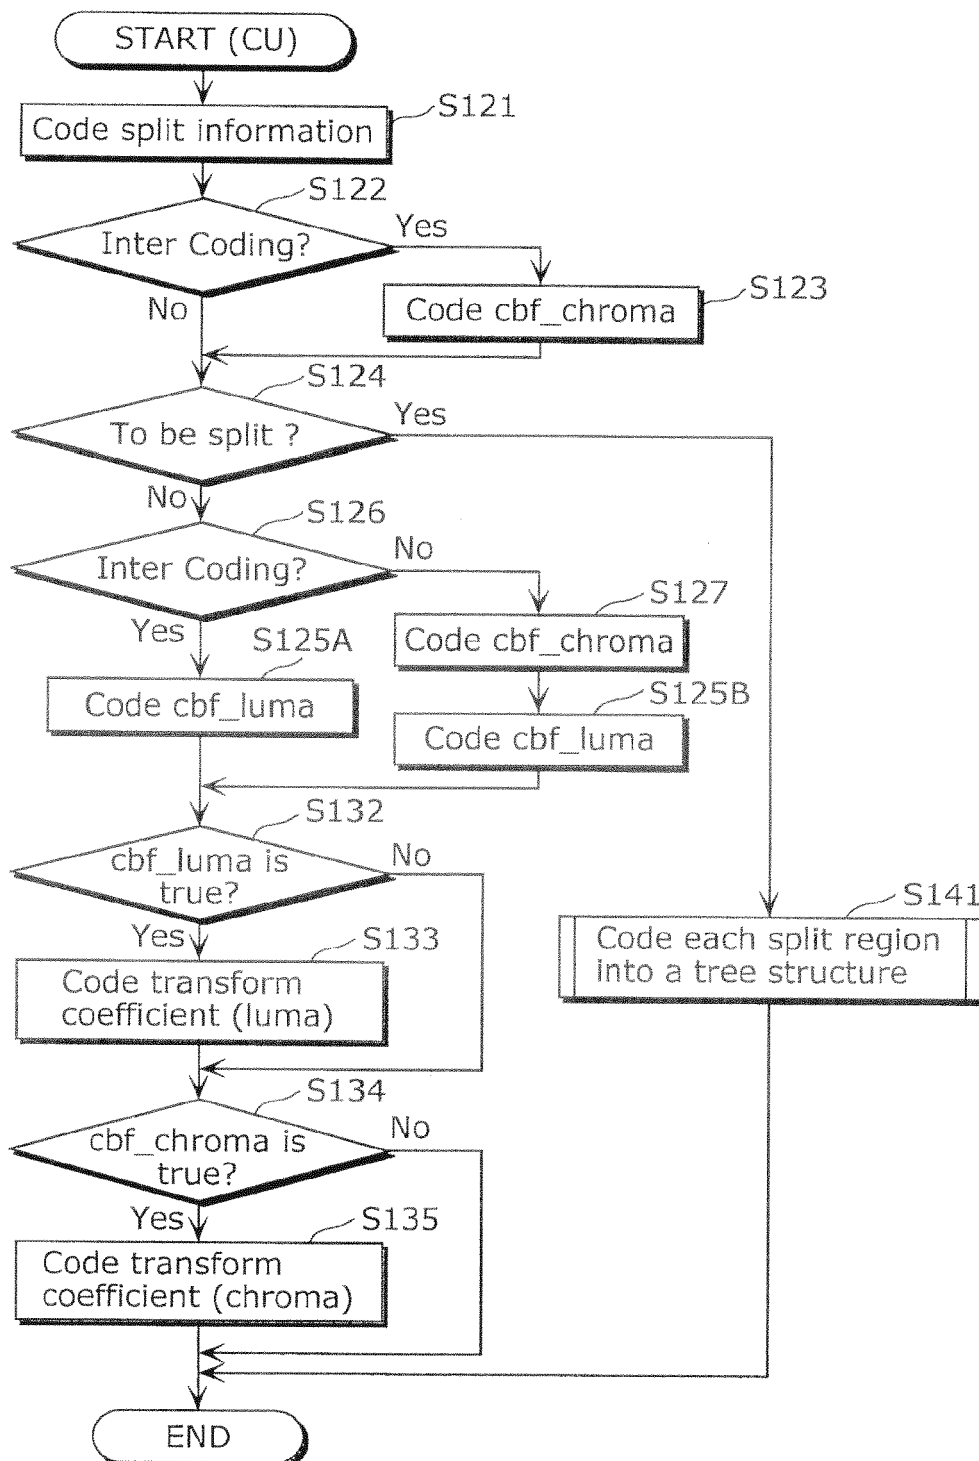 START (CU)
S121
Code split information
S122
Inter Coding?
Yes
No
S123
Code cbf_chroma
S124
To be split ?
Yes
No
S126
Inter Coding?
No
Yes
S127
Code cbf_chroma
S125A
Code cbf_luma
S125B
Code cbf_luma
S132
cbf_luma is
true?
No
Yes
S141
Code each split region
into a tree structure
S133
Code transform
coefficient (luma)
S134
cbf_chroma is
true?
No
Yes
S135
Code transform
coefficient (chroma)
END